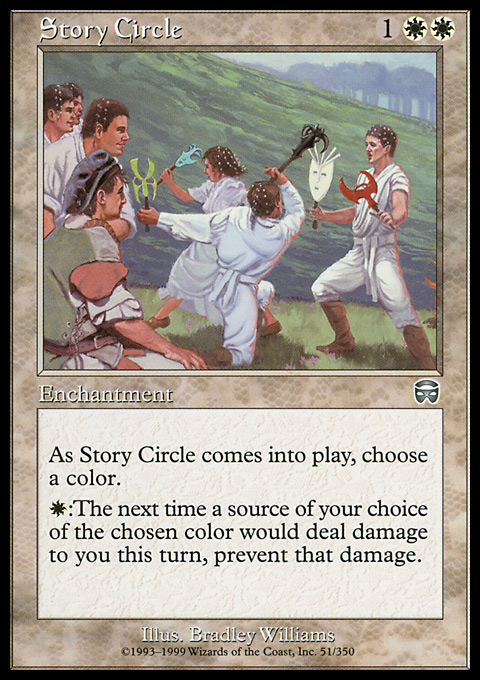 Story Circle 1
Enchantment
As Story Circle comes into play, choose
a color.
:The next time a source of your choice
of the chosen color would deal damage
to you this turn, prevent that damage.
Illus. Bradley Williams
©1993–1999 Wizards of the Coast, Inc. 51/350